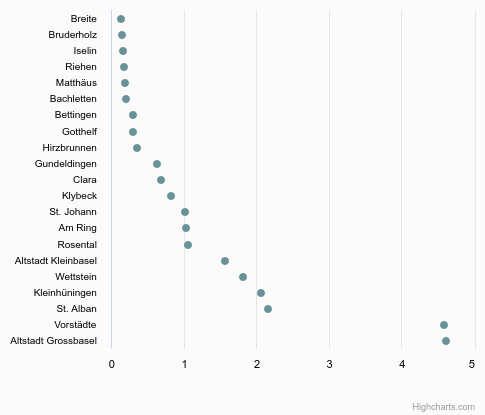 Breite
Bruderholz
Iselin
Riehen
Matthäus
Bachletten
Bettingen
Gotthelf
Hirzbrunnen
Gundeldingen
Clara
Klybeck
St. Johann
Am Ring
Rosental
Altstadt Kleinbasel
Wettstein
Kleinhüningen
St. Alban
Vorstädte
Altstadt Grossbasel
0 1 2 3 4 5
Highcharts.com